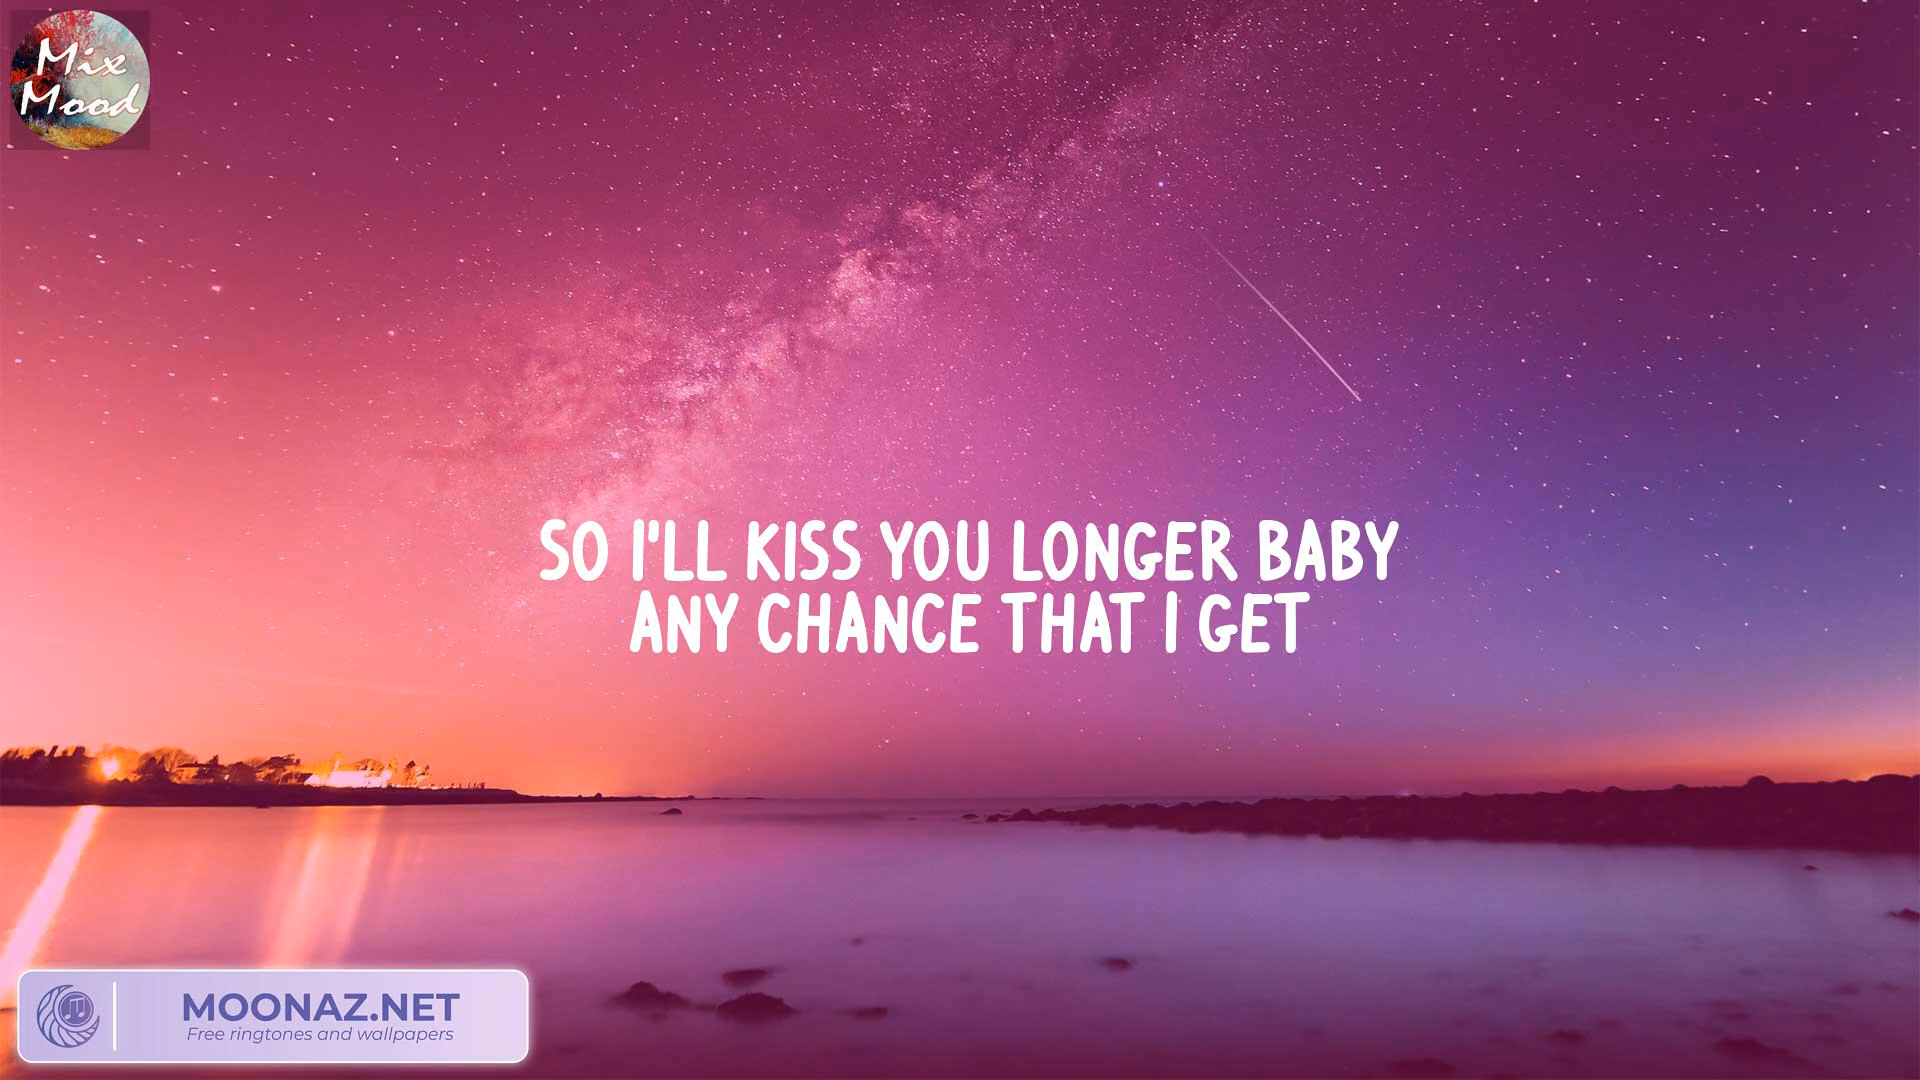 Mix
Mood
SO I'LL KISS YOU LONGER BABY
ANY CHANCE THAT I GET
MOONAZ.NET
Free ringtones and wallpapers